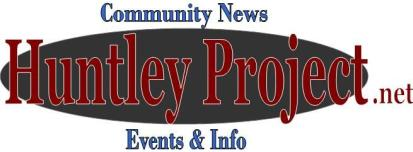 Community News
Huntley Project.net
Events & Info